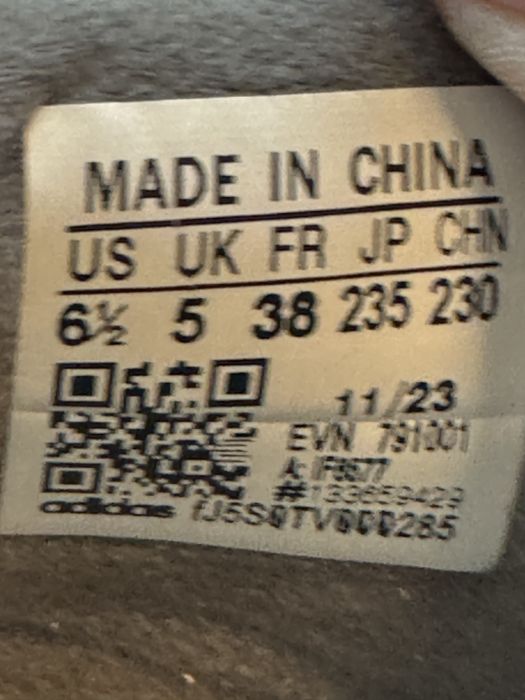 MADE IN CHINA
US UK FR JP CHN
6½ 5 38 235 230
11/23
EVN 791001
#133659429
adidas